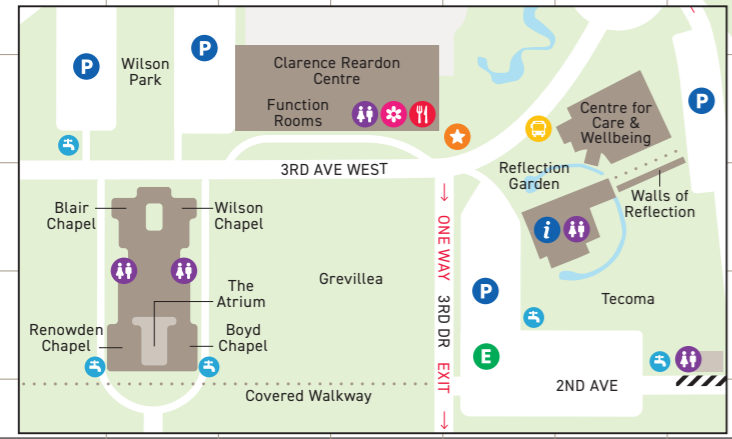 P
P
Wilson
Park
Clarence Reardon
Centre
Function
Rooms
P
Centre for
Care &
Wellbeing
3RD AVE WEST
Reflection
Garden
Walls of
Reflection
Blair
Chapel
Wilson
Chapel
i
ONE WAY
3RD DR
EXIT
Grevillea
The
Atrium
P
Tecoma
Renowden
Chapel
Boyd
Chapel
E
2ND AVE
Covered Walkway